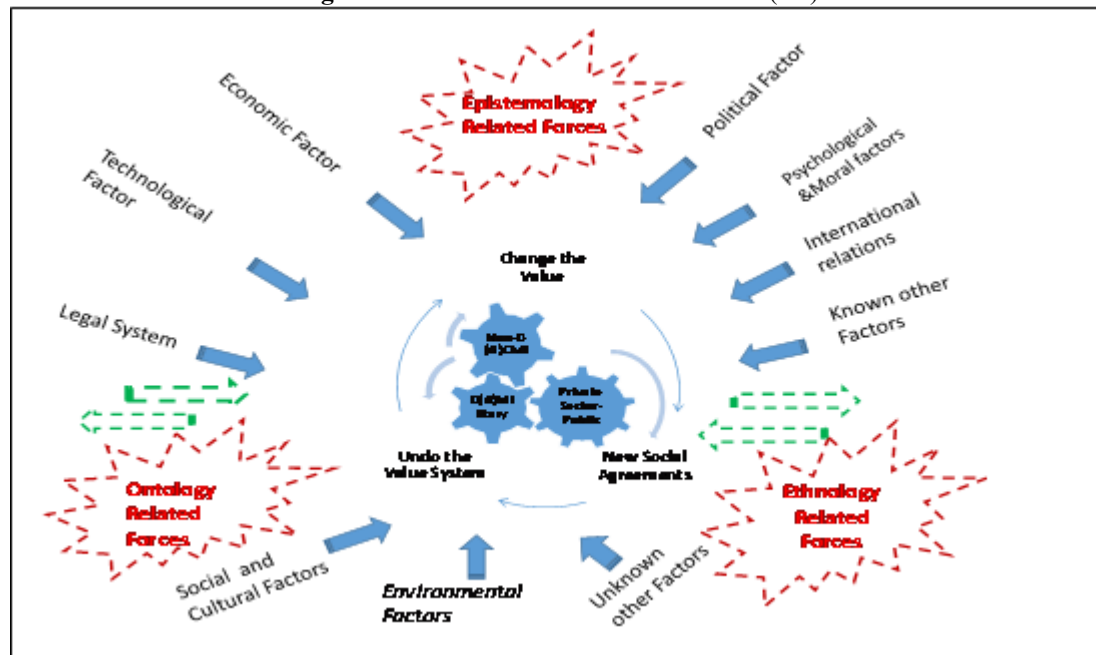 Economic Factor
Epistemology
Related Forces
Political Factor
Technological
Factor
Psychological
&Moral factors
International
relations
Legal System
Known other
Factors
Change the
Value
Private
Sector-
Public
Undo the
Value System
New Social
Agreements
Ontology
Related
Forces
Ethnology
Related
Forces
Social and
Cultural Factors
Environmental
Factors
Unknown
other Factors